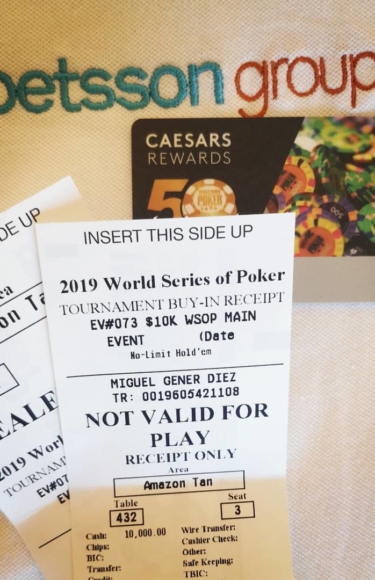 betsson group
CAESARS
REWARDS
50
POKER
DE UP
INSERT THIS SIDE UP
2019 World Series of Poker
TOURNAMENT BUY-IN RECEIPT
EV#073 $10K WSOP MAIN
EVENT (Date
No-Limit Hold'em
MIGUEL GENER DIEZ
TR: 0019605421108
NOT VALID FOR
PLAY
RECEIPT ONLY
Area
Amazon Tan
Table Seat
432 3
Cash: 10,000.00 Wire Transfer:
Chips: Cashier Check:
BIC: Other:
Transfer: Safe Keeping:
Credit: TBIC:
ea
on Ta
EALE
2019 Worl
TOURNAM
EV#07
EV